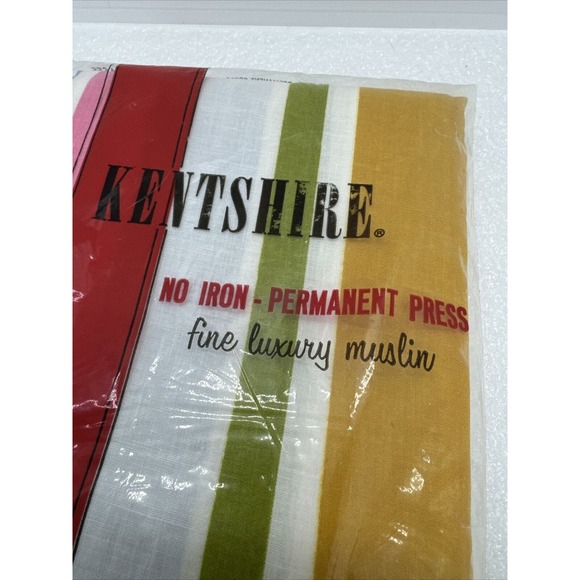 KENTSHIRE®
NO IRON - PERMANENT PRESS
fine luxury muslin